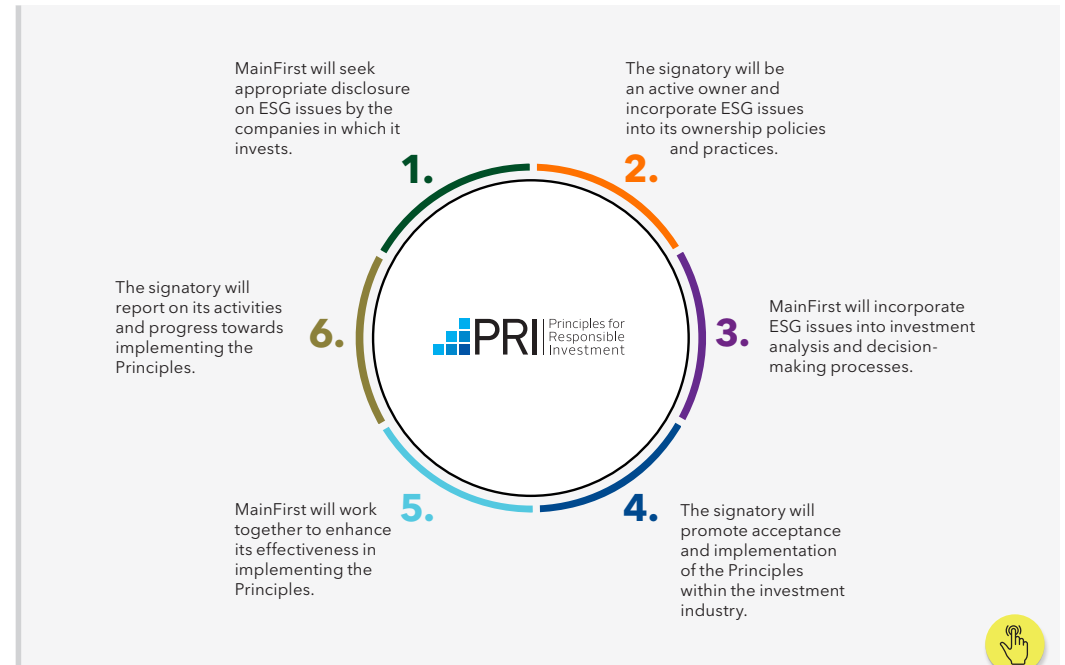 MainFirst will seek
appropriate disclosure
on ESG issues by the
companies in which it
invests.
1.
The signatory will be
an active owner and
incorporate ESG issues
into its ownership policies
and practices.
2.
MainFirst will incorporate
ESG issues into investment
analysis and decision-
making processes.
3.
The signatory will
promote acceptance
and implementation
of the Principles
within the investment
industry.
4.
MainFirst will work
together to enhance
its effectiveness in
implementing the
Principles.
5.
The signatory will
report on its activities
and progress towards
implementing the
Principles.
6.
PRI
Principles for
Responsible
Investment